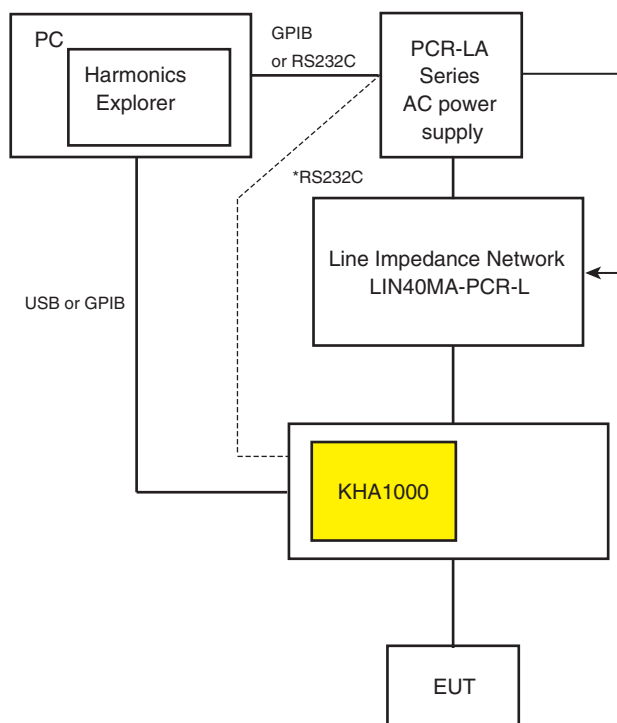 PC
Harmonics
Explorer
GPIB
or RS232C
PCR-LA
Series
AC power
supply
*RS232C
Line Impedance Network
LIN40MA-PCR-L
USB or GPIB
KHA1000
EUT